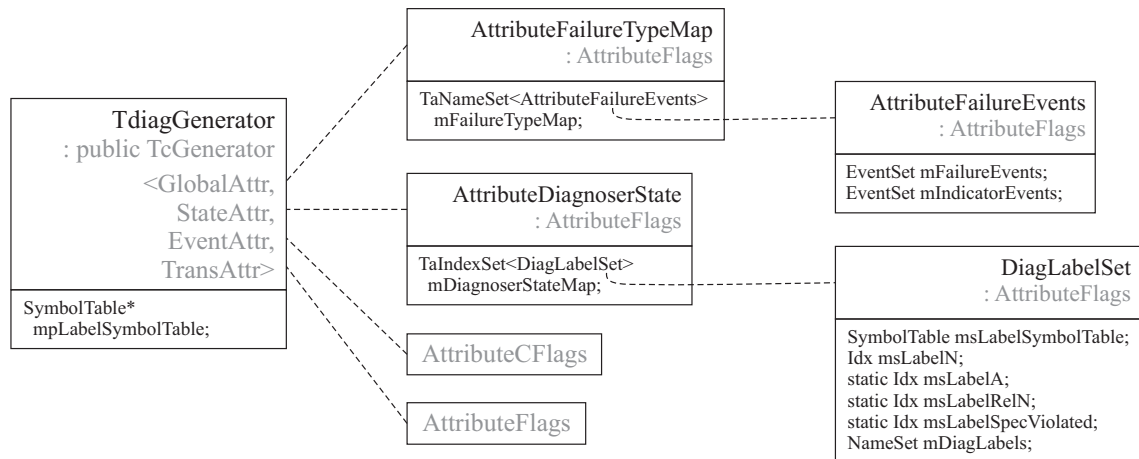 TdiagGenerator
: public TcGenerator
<GlobalAttr,
StateAttr,
EventAttr,
TransAttr>
SymbolTable*
mpLabelSymbolTable;
AttributeFailureTypeMap
: AttributeFlags
TaNameSet<AttributeFailureEvents>
mFailureTypeMap;
AttributeDiagnoserState
: AttributeFlags
TaIndexSet<DiagLabelSet>
mDiagnoserStateMap;
AttributeCFlags
AttributeFlags
AttributeFailureEvents
: AttributeFlags
EventSet mFailureEvents;
EventSet mIndicatorEvents;
DiagLabelSet
: AttributeFlags
SymbolTable msLabelSymbolTable;
Idx msLabelN;
static Idx msLabelA;
static Idx msLabelRelN;
static Idx msLabelSpecViolated;
NameSet mDiagLabels;